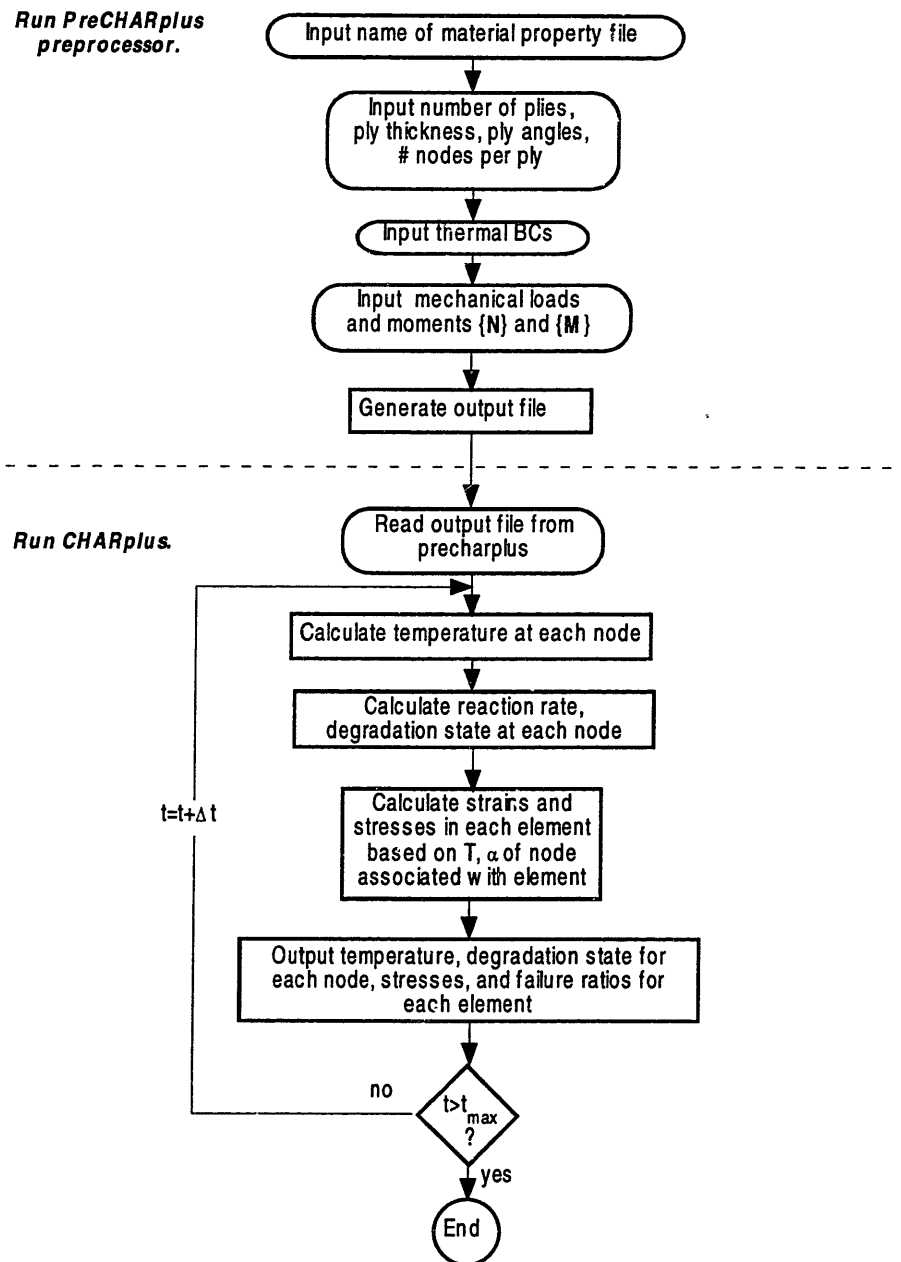 Run PreCHARplus
preprocessor.
Input name of material property file
Input number of plies,
ply thickness, ply angles,
# nodes per ply
Input thermal BCs
Input mechanical loads
and moments {N} and {M}
Generate output file
Run CHARplus.
Read output file from
precharplus
Calculate temperature at each node
Calculate reaction rate,
degradation state at each node
t=t+Δt
Calculate strains and
stresses in each element
based on T, α of node
associated with element
Output temperature, degradation state for
each node, stresses, and failure ratios for
each element
no
t>tmax
?
yes
End